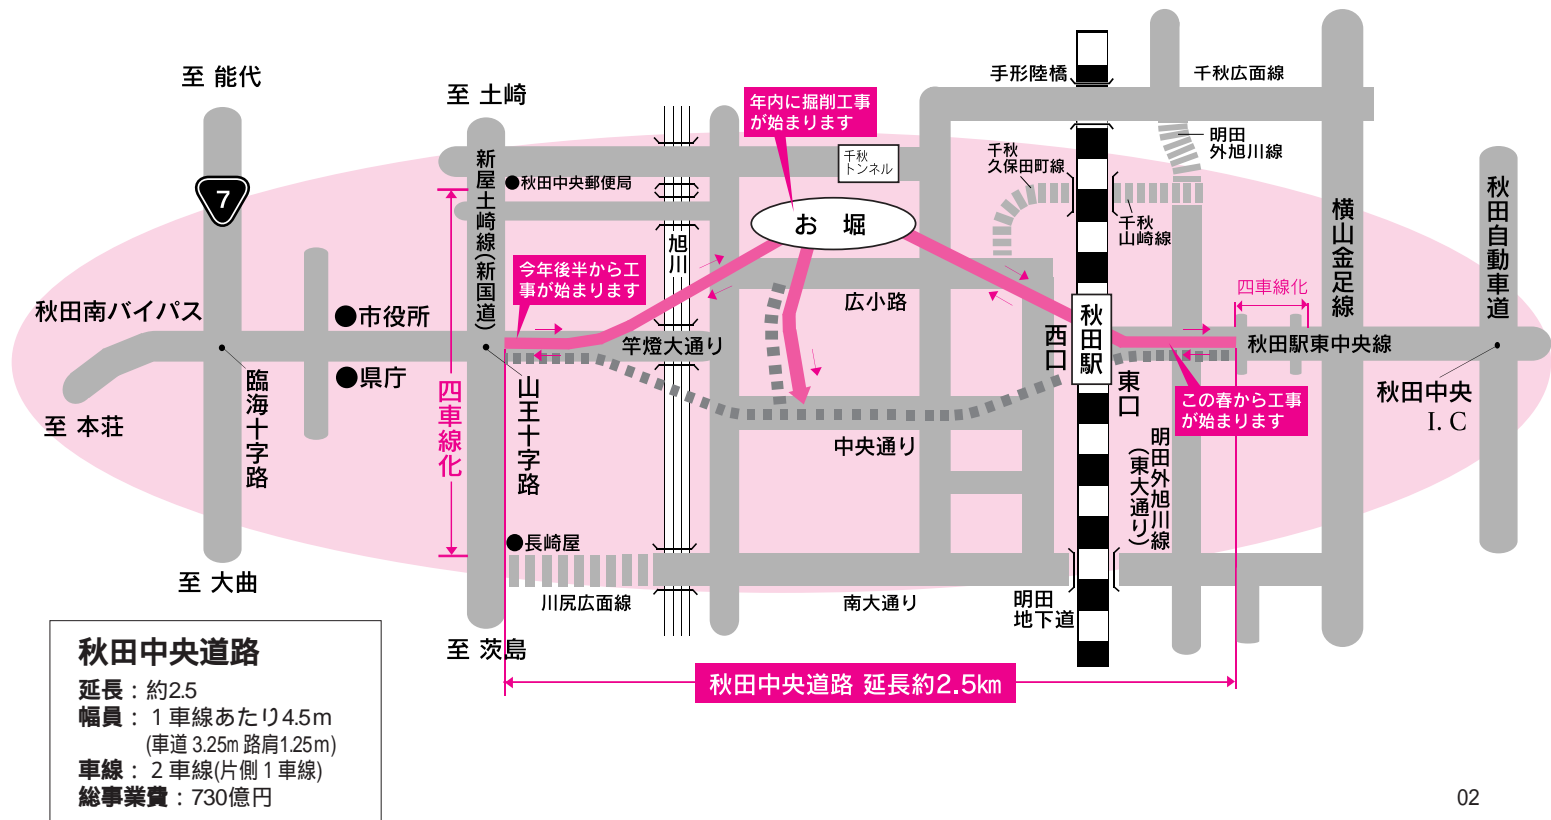 至 能代
至 土崎
手形陸橋
千秋広面線
年内に掘削工事
が始まります
明田
外旭川線
千秋
トンネル
千秋
久保田町線
新屋土崎線(新国道)
●秋田中央郵便局
7
お 堀
千秋
山崎線
横山金足線
秋田自動車道
旭川
今年後半から工
事が始まります
四車線化
秋田南バイパス
●市役所
広小路
西口
秋田駅
竿燈大通り
秋田駅東中央線
●県庁
臨海十字路
四車線化
山王十字路
東口
この春から工事
が始まります
秋田中央
I. C
至 本荘
中央通り
明田外旭川線
(東大通り)
●長崎屋
至 大曲
川尻広面線
南大通り
明田
地下道
至 茨島
秋田中央道路 延長約2.5km
秋田中央道路
延長：約2.5
幅員：１車線あたり4.5m
(車道 3.25m 路肩1.25m)
車線：２車線(片側１車線)
総事業費：730億円
02